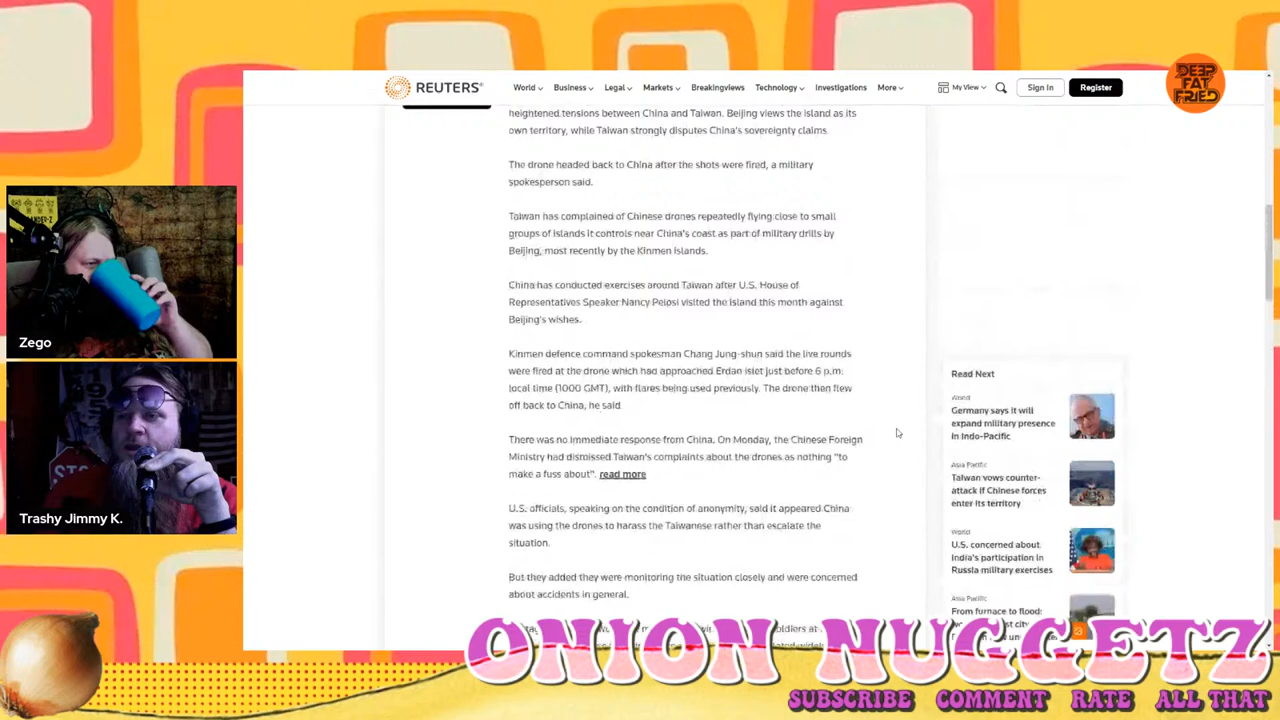 REUTERS®
World Business Legal Markets Breakingviews Technology Investigations More
My View Sign In Register
DEEP FAT FRIED
heightened tensions between China and Taiwan. Beijing views the island as its
own territory, while Taiwan strongly disputes China's sovereignty claims.
The drone headed back to China after the shots were fired, a military
spokesperson said.
Taiwan has complained of Chinese drones repeatedly flying close to small
groups of islands it controls near China's coast as part of military drills by
Beijing, most recently by the Kinmen islands.
China has conducted exercises around Taiwan after U.S. House of
Representatives Speaker Nancy Pelosi visited the island this month against
Beijing's wishes.
Kinmen defence command spokesman Chang Jung-shun said the live rounds
were fired at the drone which had approached Erdan islet just before 6 p.m.
local time (1000 GMT), with flares being used previously. The drone then flew
off back to China, he said.
There was no immediate response from China. On Monday, the Chinese Foreign
Ministry had dismissed Taiwan's complaints about the drones as nothing "to
make a fuss about". read more
U.S. officials, speaking on the condition of anonymity, said it appeared China
was using the drones to harass the Taiwanese rather than escalate the
situation.
But they added they were monitoring the situation closely and were concerned
about accidents in general.
Read Next
World
Germany says it will
expand military presence
in Indo-Pacific
Asia Pacific
Taiwan vows counter-
attack if Chinese forces
enter its territory
World
U.S. concerned about
India's participation in
Russia military exercises
Asia Pacific
From furnace to flood:
Zego
STOP
Trashy Jimmy K.
ONION NUGGETZ
SUBSCRIBE COMMENT RATE ALL THAT